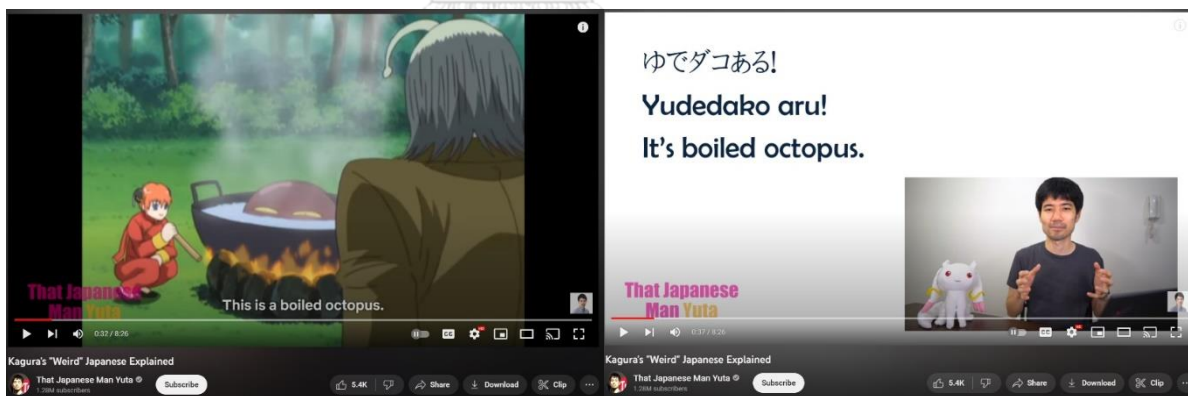 This is a boiled octopus.
That Japanese
Man Yuta
0:32 / 8:26
Kagura's "Weird" Japanese Explained
That Japanese Man Yuta
1.28M subscribers
Subscribe
5.4K
Share
Download
Clip
ゆでダコある!
Yudedako aru!
It's boiled octopus.
That Japanese
Man Yuta
0:37 / 8:26
Kagura's "Weird" Japanese Explained
That Japanese Man Yuta
1.28M subscribers
Subscribe
5.4K
Share
Download
Clip